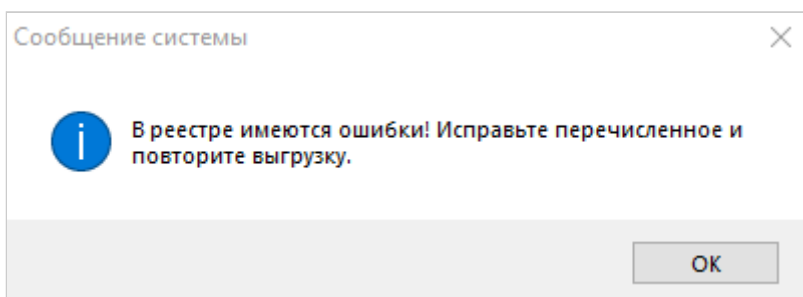 Сообщение системы
В реестре имеются ошибки! Исправьте перечисленное и
повторите выгрузку.
OK